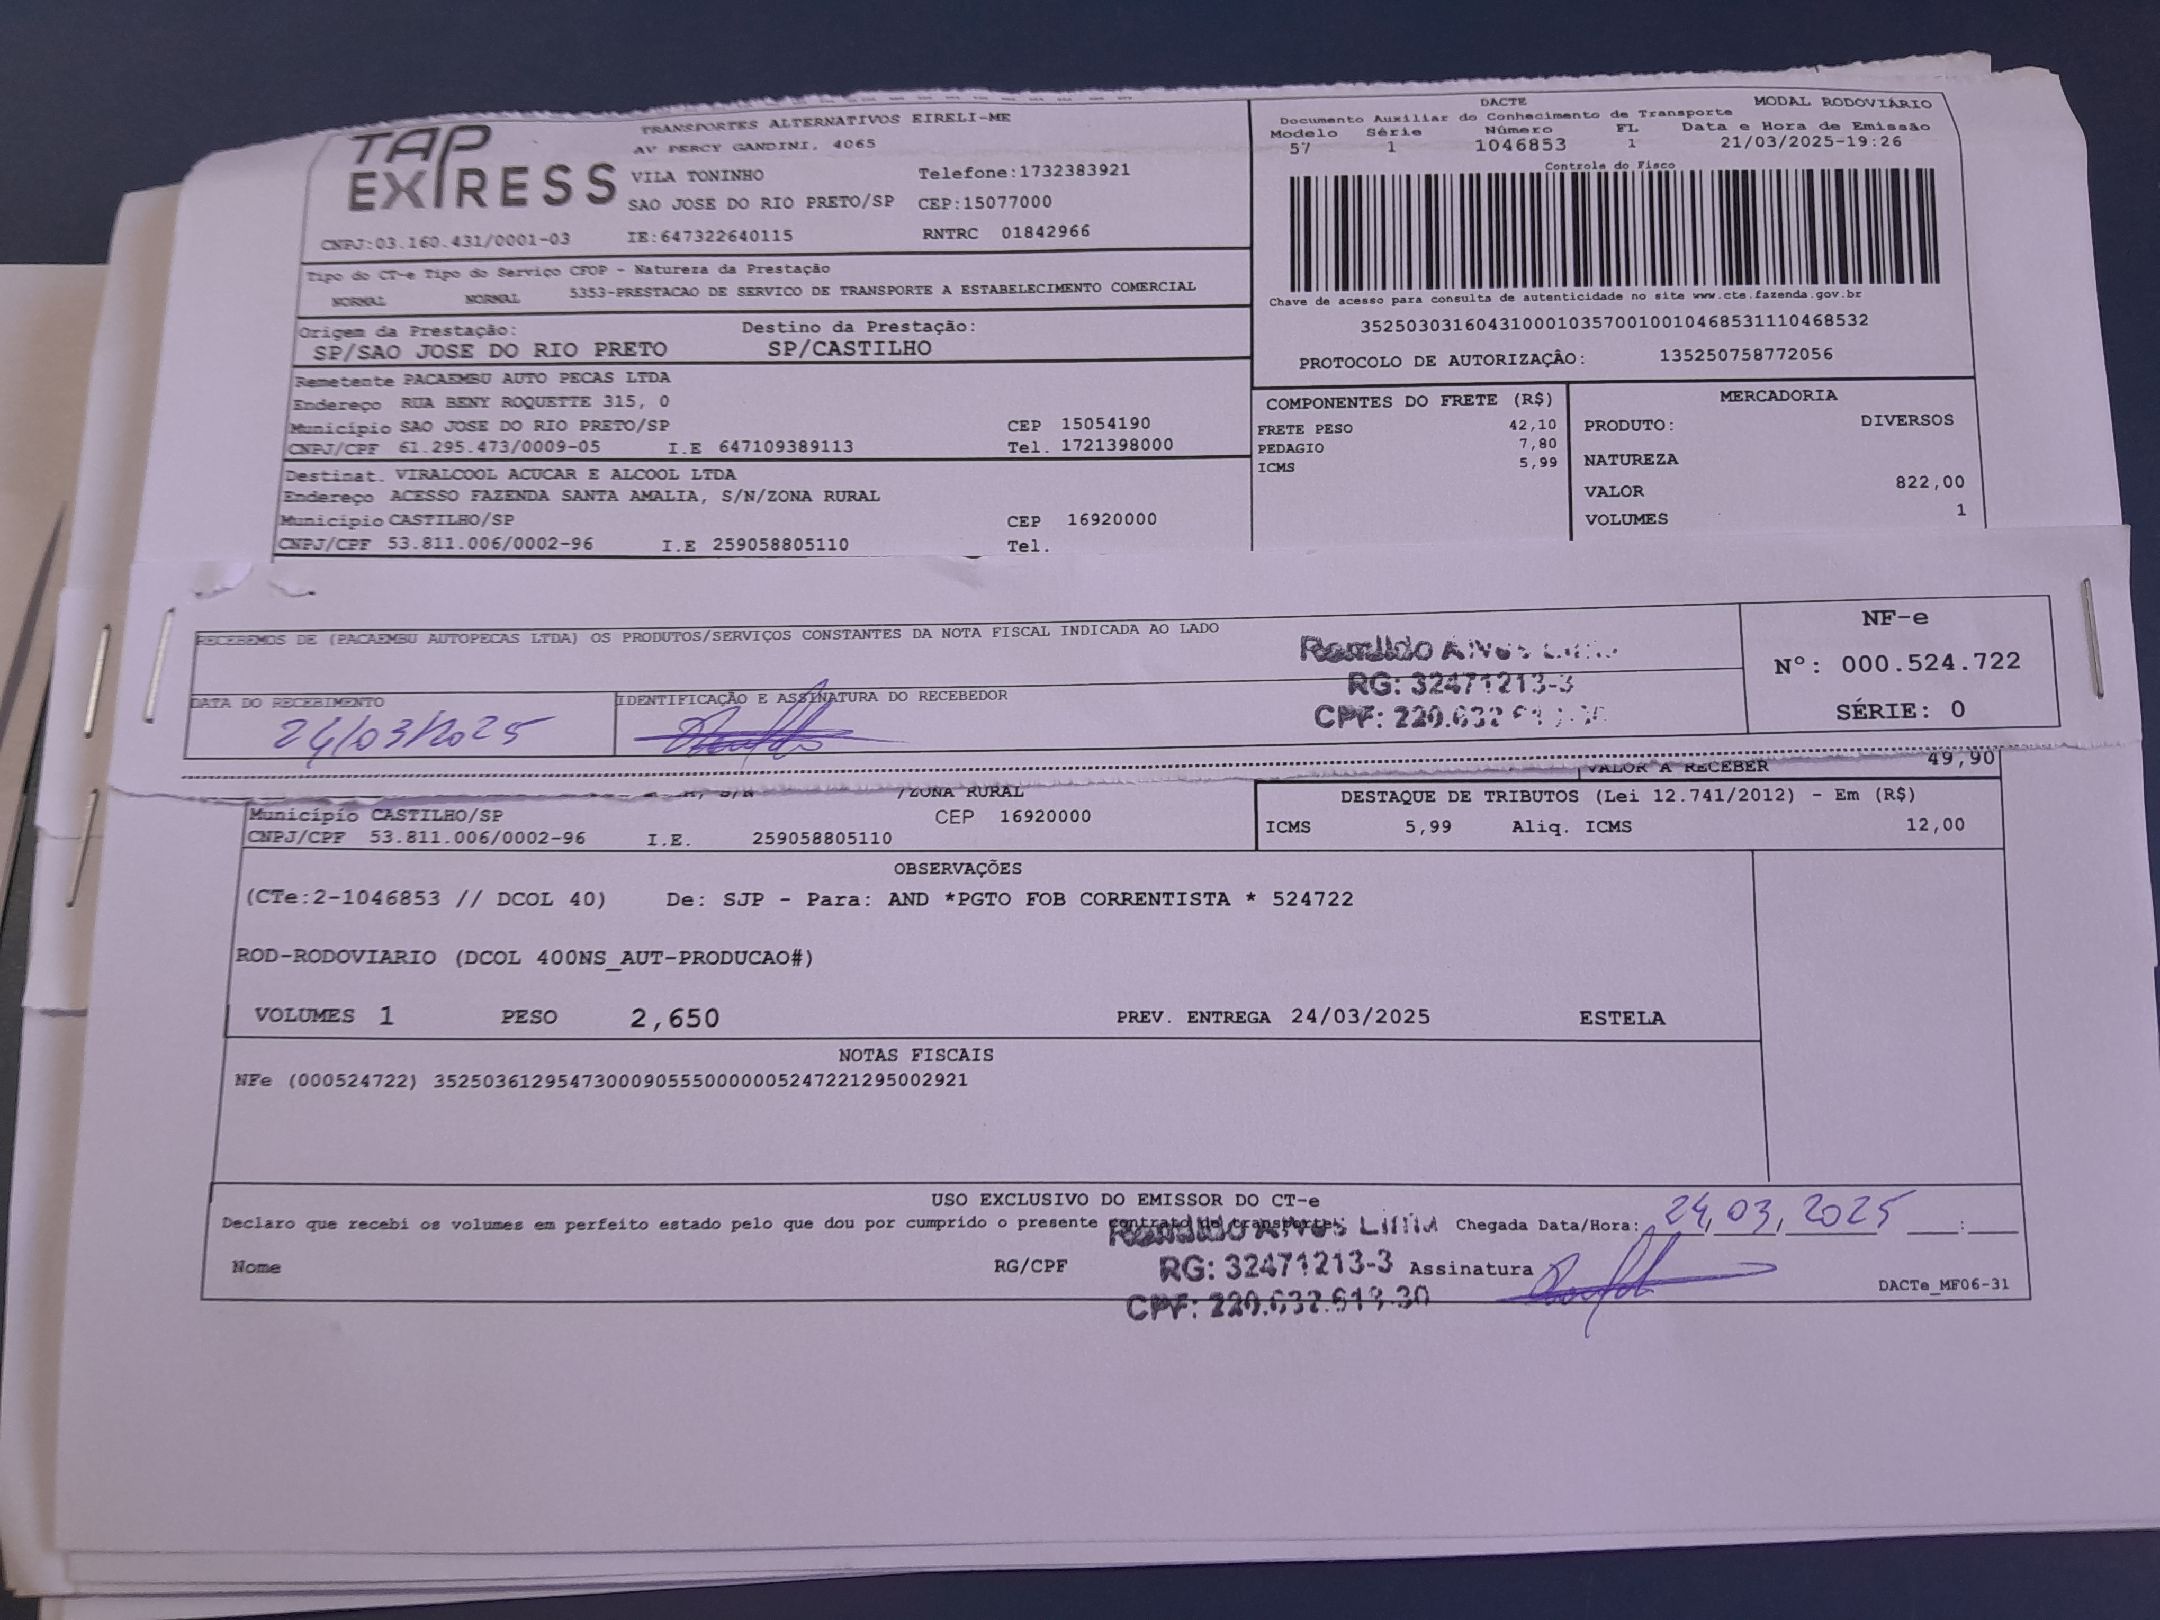 TAP EXPRESS
TRANSPORTES ALTERNATIVOS EIRELI-ME
AV PERCY GANDINI, 4065
VILA TONINHO Telefone:1732383921
SAO JOSE DO RIO PRETO/SP CEP:15077000
CNPJ:03.160.431/0001-03 IE:647322640115 RNTRC 01842966
DACTE MODAL RODOVIÁRIO
Documento Auxiliar do Conhecimento de Transporte
Modelo Série Número FL Data e Hora de Emissão
57 1 1046853 1 21/03/2025-19:26
Controle do Fisco
Chave de acesso para consulta de autenticidade no site www.cte.fazenda.gov.br
35250303160431000103570010010468531110468532
PROTOCOLO DE AUTORIZAÇÃO: 135250758772056
Tipo do CT-e Tipo do Serviço CFOP - Natureza da Prestação
NORMAL NORMAL 5353-PRESTACAO DE SERVICO DE TRANSPORTE A ESTABELECIMENTO COMERCIAL
Origem da Prestação: Destino da Prestação:
SP/SAO JOSE DO RIO PRETO SP/CASTILHO
Remetente PACAEMBU AUTO PECAS LTDA
Endereço RUA BENY ROQUETTE 315, 0
Município SAO JOSE DO RIO PRETO/SP CEP 15054190
CNPJ/CPF 61.295.473/0009-05 I.E 647109389113 Tel. 1721398000
Destinat. VIRALCOOL ACUCAR E ALCOOL LTDA
Endereço ACESSO FAZENDA SANTA AMALIA, S/N/ZONA RURAL
Município CASTILHO/SP CEP 16920000
CNPJ/CPF 53.811.006/0002-96 I.E 259058805110 Tel.
COMPONENTES DO FRETE (R$)
FRETE PESO 42,10
PEDAGIO 7,80
ICMS 5,99
MERCADORIA
PRODUTO: DIVERSOS
NATUREZA
VALOR 822,00
VOLUMES 1
RECEBEMOS DE (PACAEMBU AUTOPECAS LTDA) OS PRODUTOS/SERVIÇOS CONSTANTES DA NOTA FISCAL INDICADA AO LADO
DATA DO RECEBIMENTO IDENTIFICAÇÃO E ASSINATURA DO RECEBEDOR
24/03/2025
RG: 32471213-3
CPF: 220.632
NF-e
Nº: 000.524.722
SÉRIE: 0
VALOR A RECEBER 49,90
/ZONA RURAL
Município CASTILHO/SP CEP 16920000
CNPJ/CPF 53.811.006/0002-96 I.E. 259058805110
DESTAQUE DE TRIBUTOS (Lei 12.741/2012) - Em (R$)
ICMS 5,99 Aliq. ICMS 12,00
OBSERVAÇÕES
(CTe:2-1046853 // DCOL 40) De: SJP - Para: AND *PGTO FOB CORRENTISTA * 524722
ROD-RODOVIARIO (DCOL 400NS_AUT-PRODUCAO#)
VOLUMES 1 PESO 2,650 PREV. ENTREGA 24/03/2025 ESTELA
NOTAS FISCAIS
NFe (000524722) 35250361295473000905550000005247221295002921
USO EXCLUSIVO DO EMISSOR DO CT-e
Declaro que recebi os volumes em perfeito estado pelo que dou por cumprido o presente contrato de transporte. Chegada Data/Hora: 24, 03, 2025 :
Alves Lima
Nome RG/CPF RG: 32471213-3 Assinatura
CPF:
DACTe_MF06-31